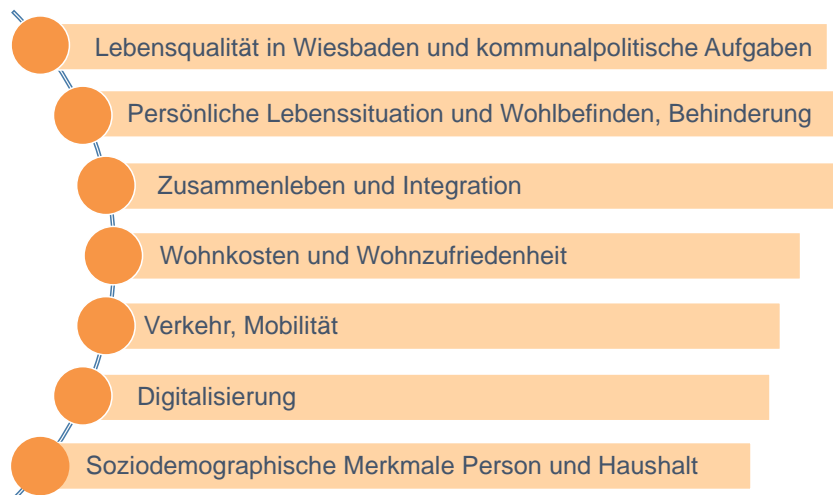 Lebensqualität in Wiesbaden und kommunalpolitische Aufgaben
Persönliche Lebenssituation und Wohlbefinden, Behinderung
Zusammenleben und Integration
Wohnkosten und Wohnzufriedenheit
Verkehr, Mobilität
Digitalisierung
Soziodemographische Merkmale Person und Haushalt